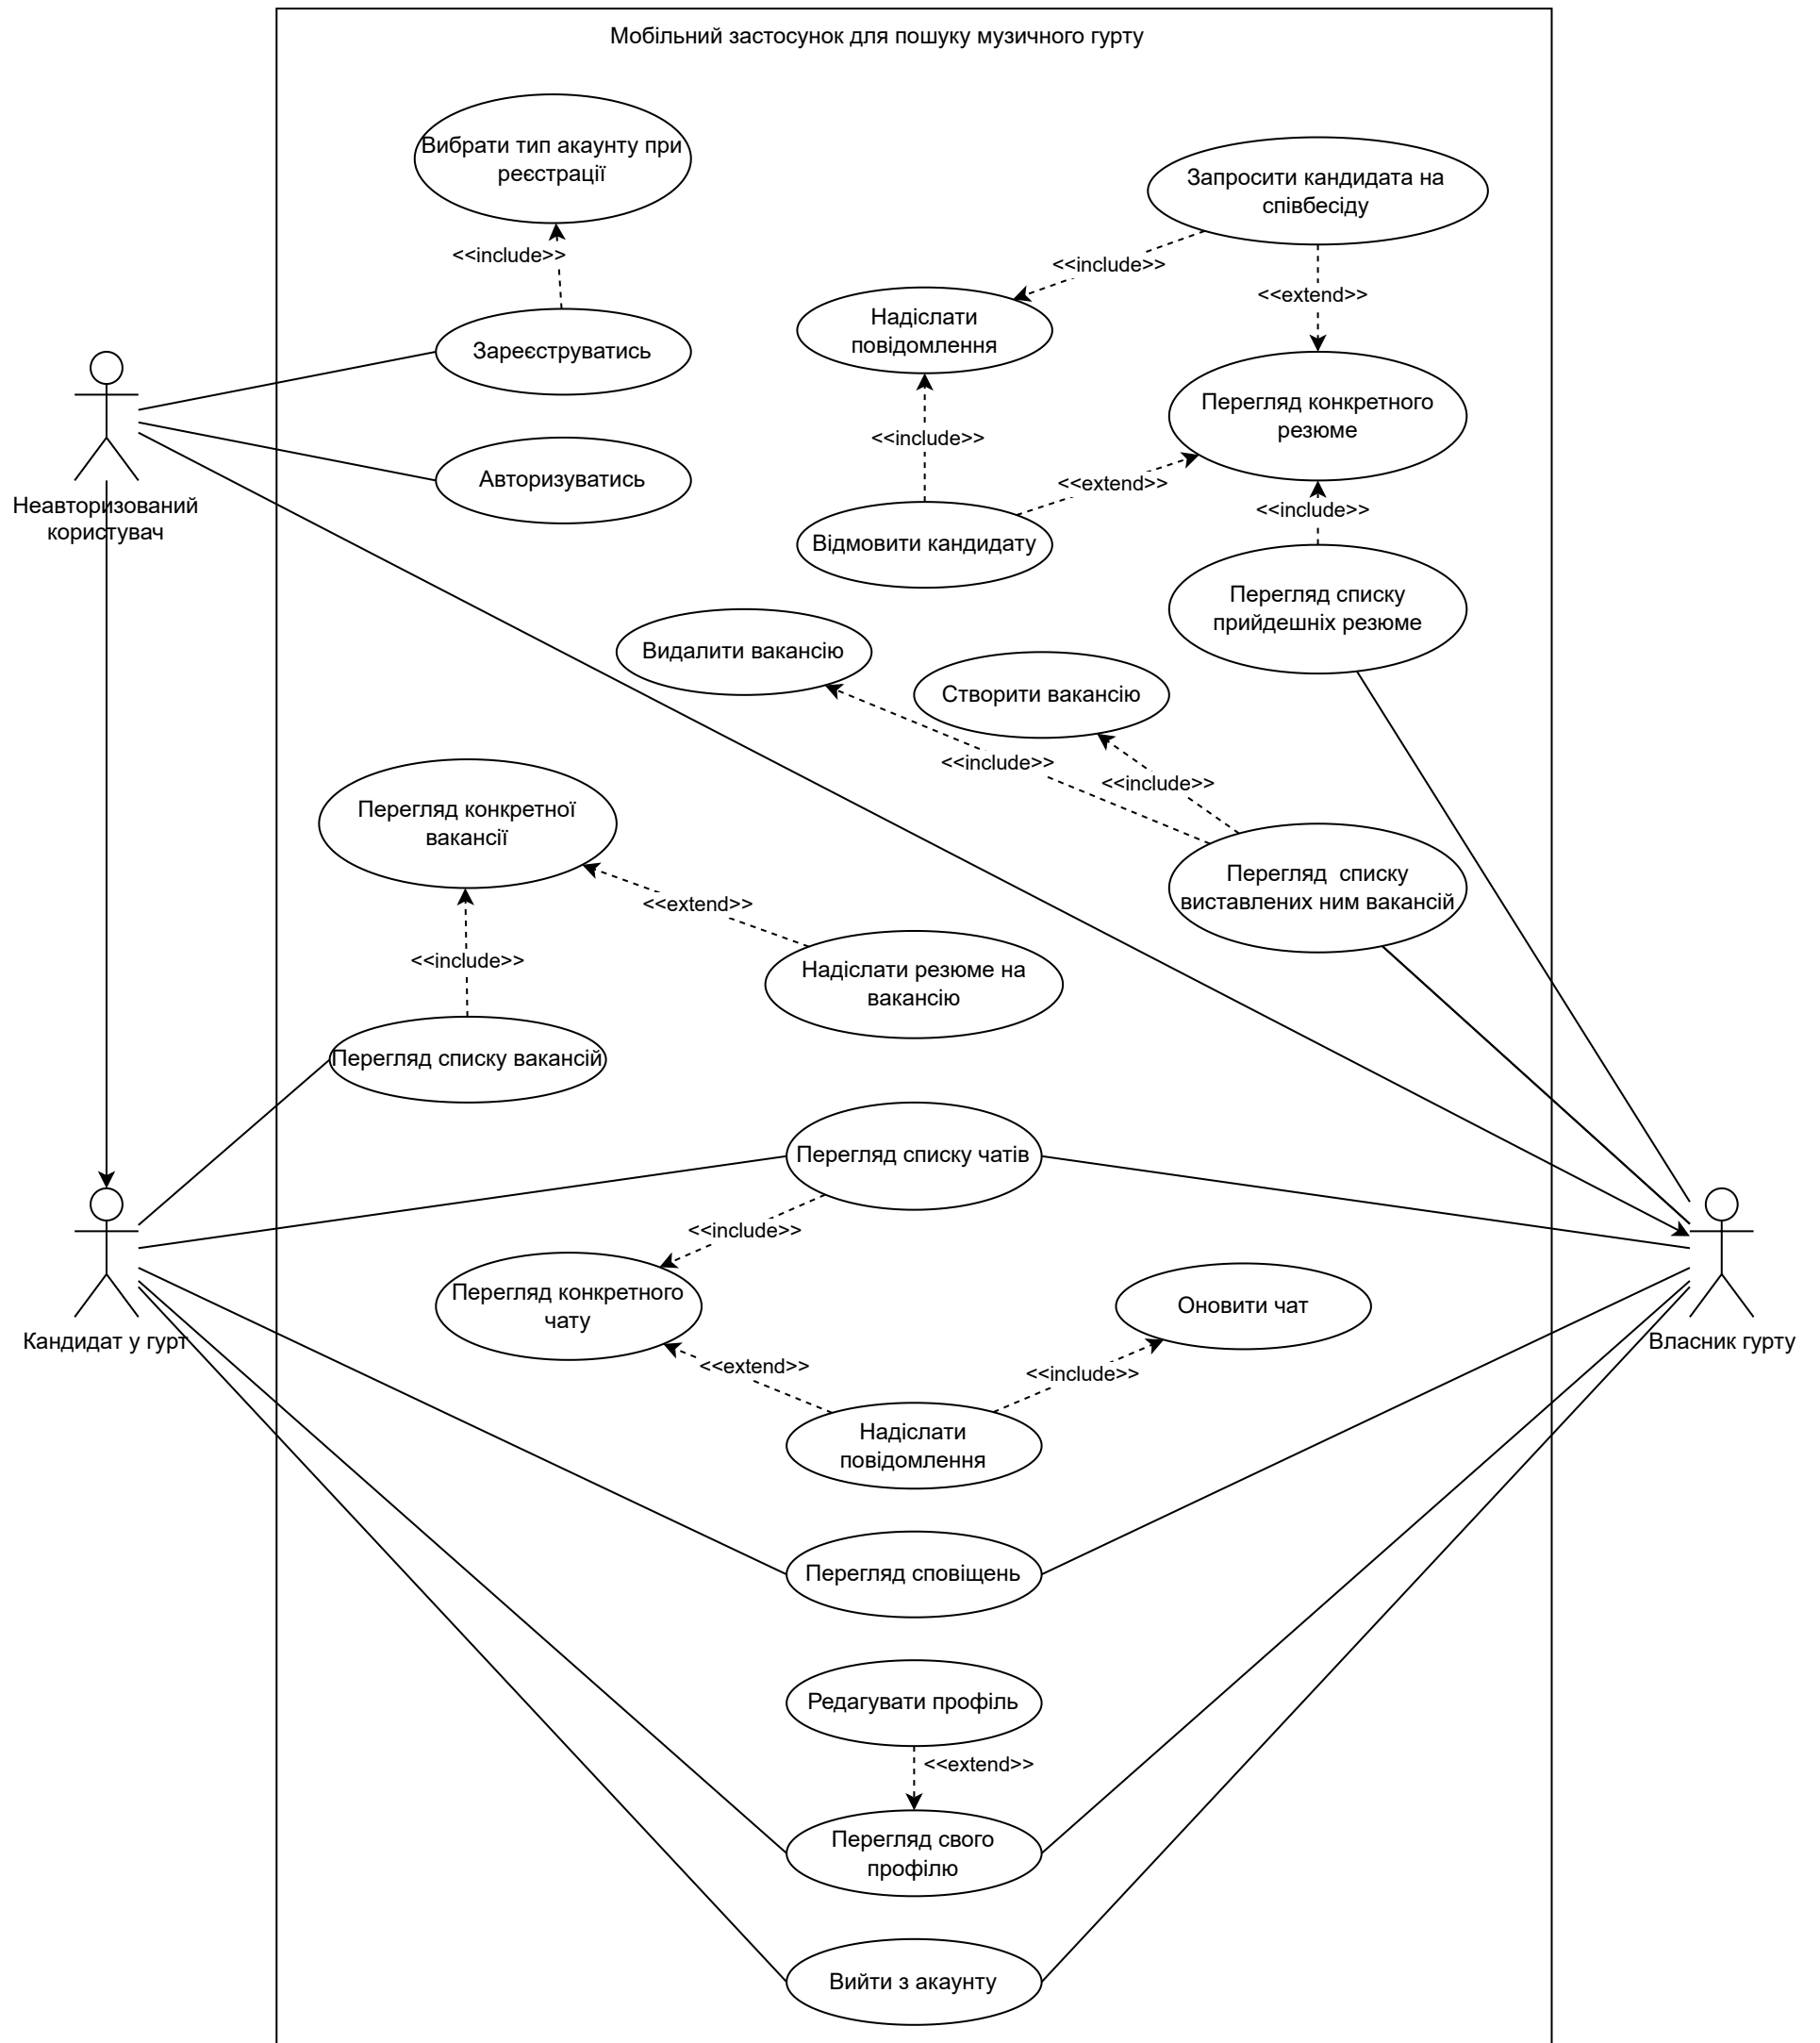 Мобільний застосунок для пошуку музичного гурту
Вибрати тип акаунту при
реєстрації
Запросити кандидата на
співбесіду
<<include>>
<<include>>
<<extend>>
Надіслати
повідомлення
Зареєструватись
Перегляд конкретного
резюме
<<include>>
Авторизуватись
<<extend>>
Неавторизований
користувач
<<include>>
Відмовити кандидату
Перегляд списку
прийдешніх резюме
Видалити вакансію
Створити вакансію
<<include>>
<<include>>
Перегляд конкретної
вакансії
Перегляд  списку
виставлених ним вакансій
<<extend>>
<<include>>
Надіслати резюме на
вакансію
Перегляд списку вакансій
Перегляд списку чатів
<<include>>
Перегляд конкретного
чату
Оновити чат
Кандидат у гурт
Власник гурту
<<extend>>
<<include>>
Надіслати
повідомлення
Перегляд сповіщень
Редагувати профіль
<<extend>>
Перегляд свого
профілю
Вийти з акаунту